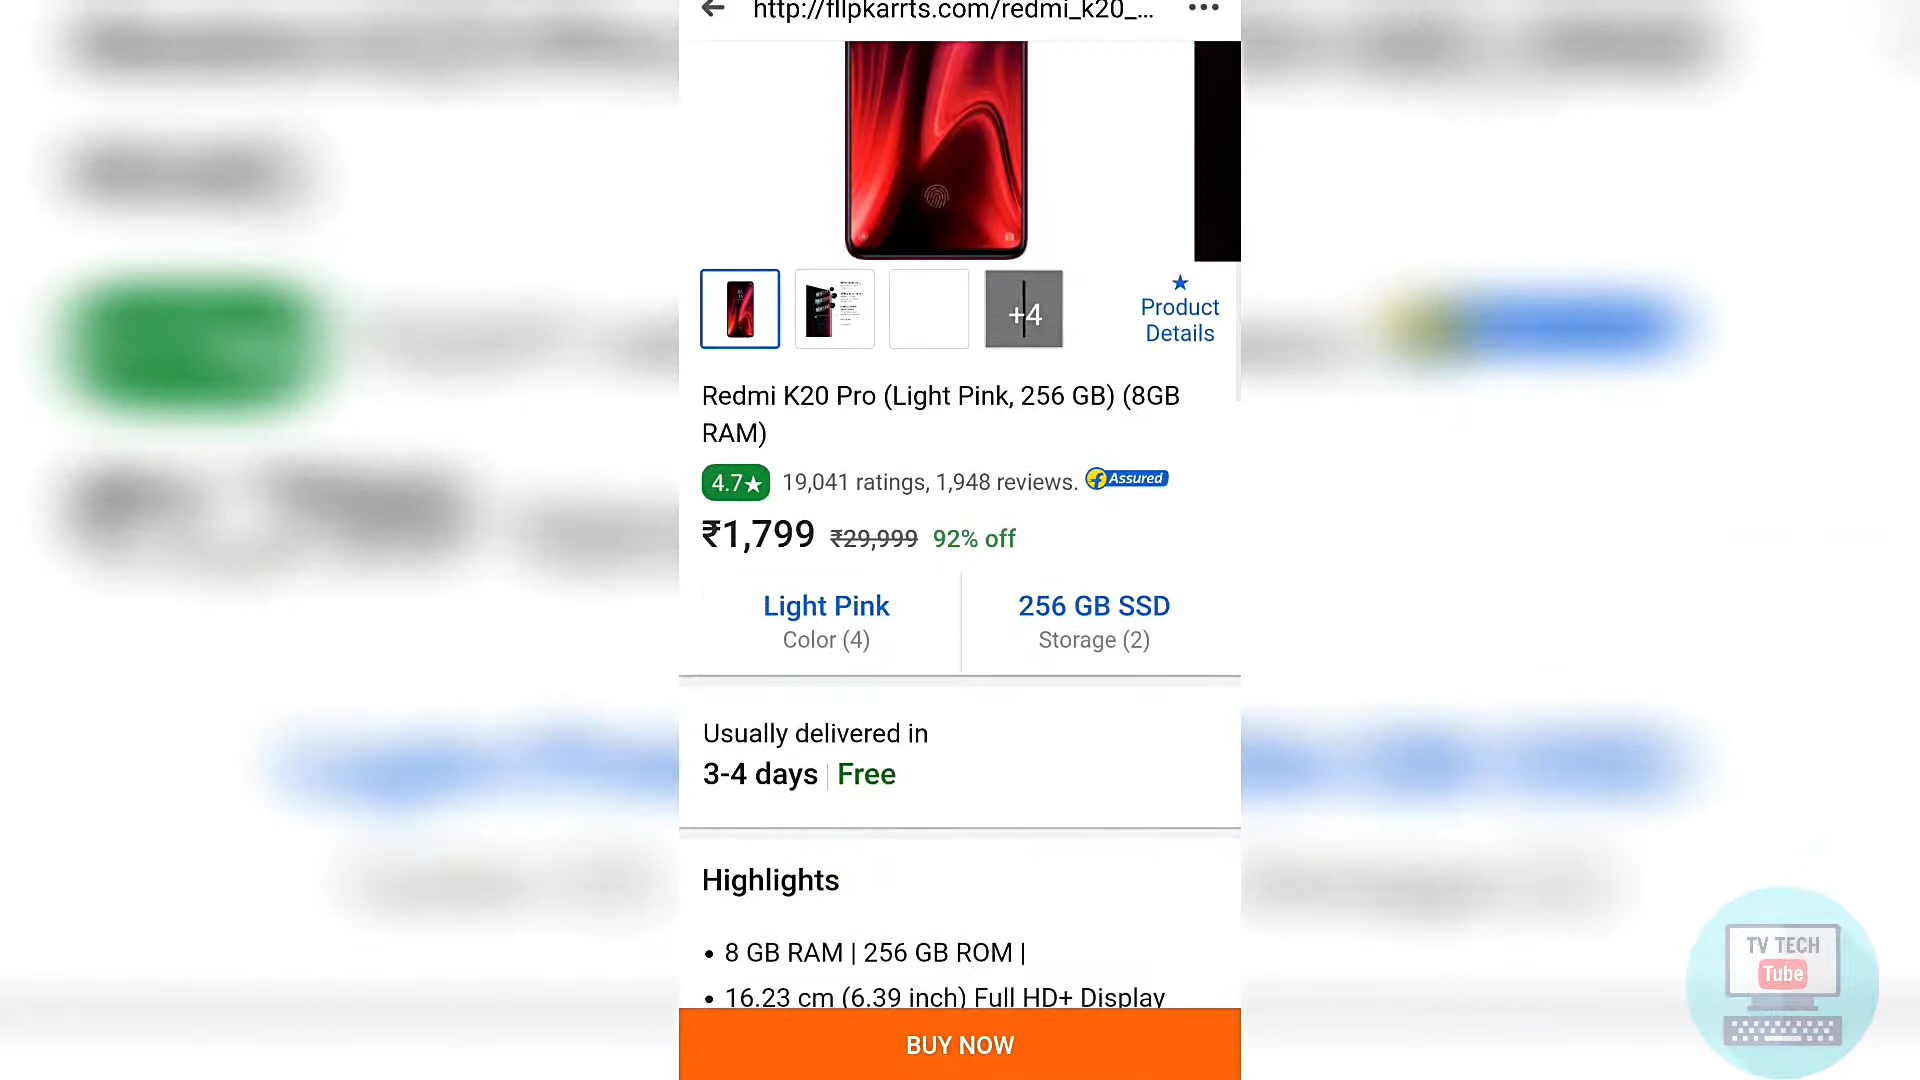 http://fllpkarrts.com/redmi_k20_...
+4
Product
Details
Redmi K20 Pro (Light Pink, 256 GB) (8GB
RAM)
4.7★ 19,041 ratings, 1,948 reviews. Assured
₹1,799 ₹29,999 92% off
Light Pink
Color (4)
256 GB SSD
Storage (2)
Usually delivered in
3-4 days | Free
Highlights
• 8 GB RAM | 256 GB ROM |
• 16.23 cm (6.39 inch) Full HD+ Display
BUY NOW
TV TECH
Tube